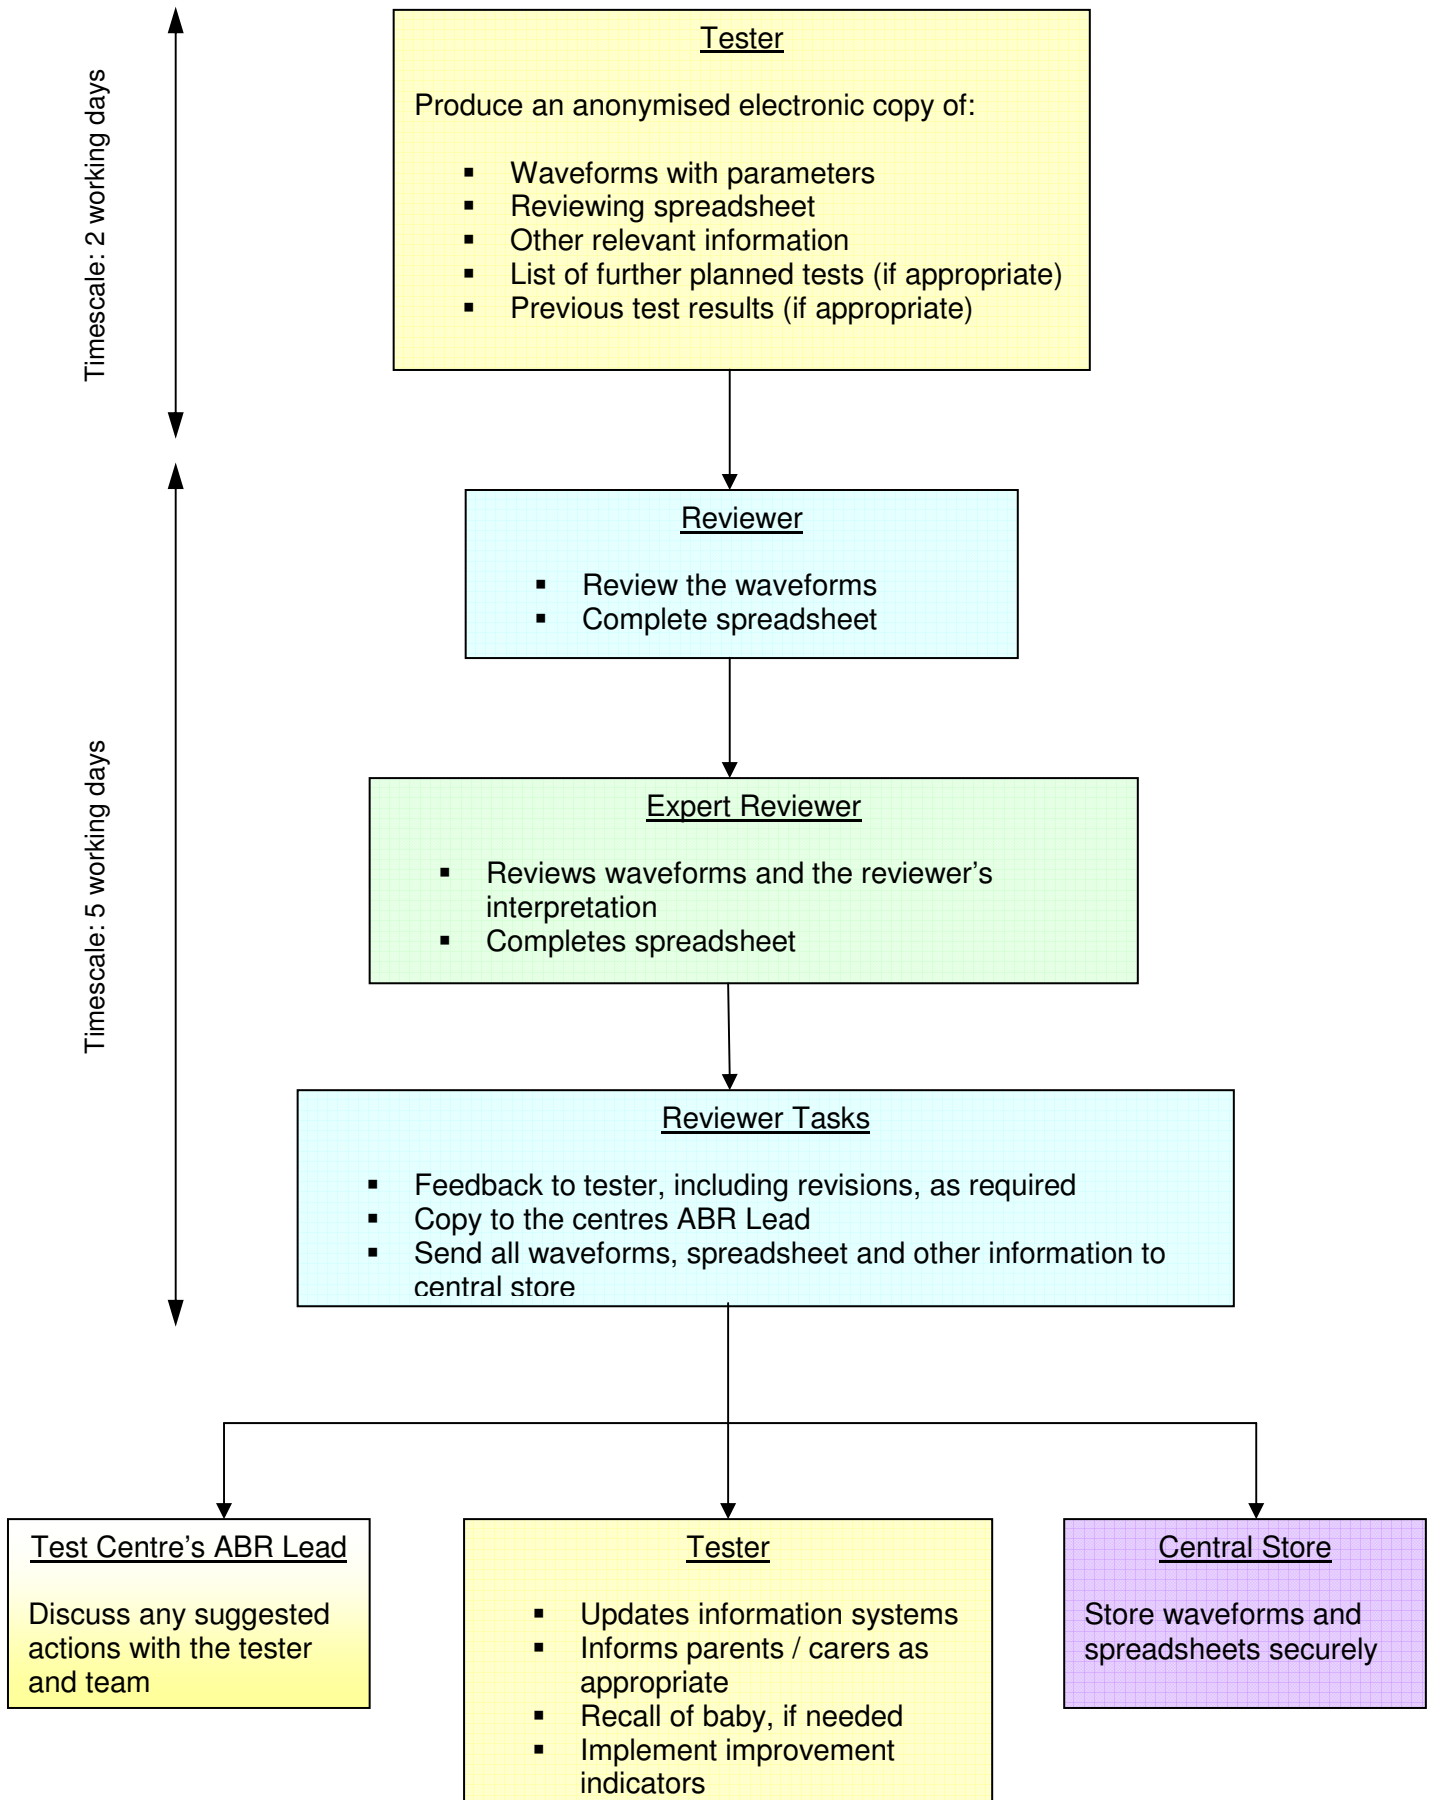 Timescale: 2 working days
Tester
Produce an anonymised electronic copy of:
▪ Waveforms with parameters
▪ Reviewing spreadsheet
▪ Other relevant information
▪ List of further planned tests (if appropriate)
▪ Previous test results (if appropriate)
Timescale: 5 working days
Reviewer
▪ Review the waveforms
▪ Complete spreadsheet
Expert Reviewer
▪ Reviews waveforms and the reviewer’s
interpretation
▪ Completes spreadsheet
Reviewer Tasks
▪ Feedback to tester, including revisions, as required
▪ Copy to the centres ABR Lead
▪ Send all waveforms, spreadsheet and other information to
central store
Test Centre’s ABR Lead
Discuss any suggested
actions with the tester
and team
Tester
▪ Updates information systems
▪ Informs parents / carers as
appropriate
▪ Recall of baby, if needed
▪ Implement improvement
indicators
Central Store
Store waveforms and
spreadsheets securely